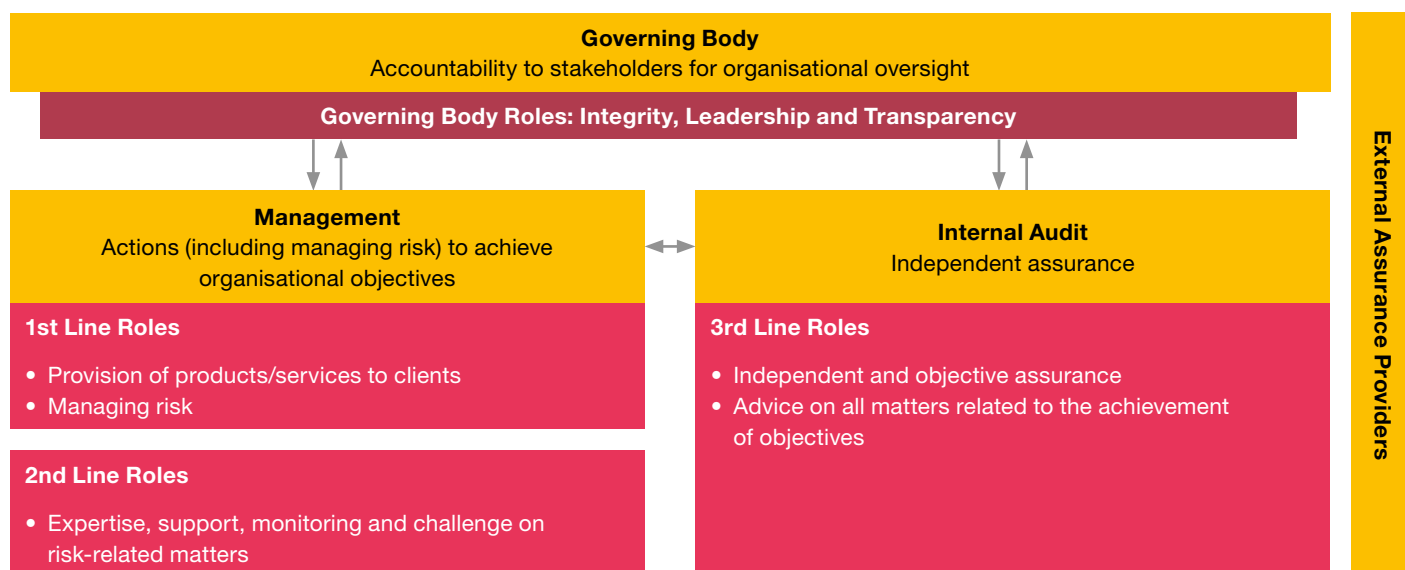 Governing Body
Accountability to stakeholders for organisational oversight
Governing Body Roles: Integrity, Leadership and Transparency
Management
Actions (including managing risk) to achieve
organisational objectives
1st Line Roles
• Provision of products/services to clients
• Managing risk
2nd Line Roles
• Expertise, support, monitoring and challenge on
risk-related matters
Internal Audit
Independent assurance
3rd Line Roles
• Independent and objective assurance
• Advice on all matters related to the achievement
of objectives
External Assurance Providers